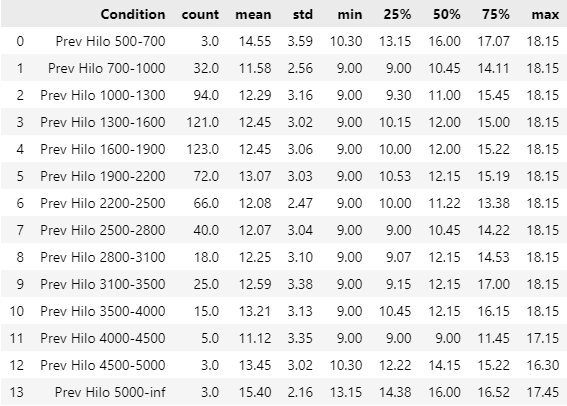 Condition count mean std min 25% 50% 75% max
0 Prev Hilo 500-700 3.0 14.55 3.59 10.30 13.15 16.00 17.07 18.15
1 Prev Hilo 700-1000 32.0 11.58 2.56 9.00 9.00 10.45 14.11 18.15
2 Prev Hilo 1000-1300 94.0 12.29 3.16 9.00 9.30 11.00 15.45 18.15
3 Prev Hilo 1300-1600 121.0 12.45 3.02 9.00 10.15 12.00 15.00 18.15
4 Prev Hilo 1600-1900 123.0 12.45 3.06 9.00 10.00 12.00 15.22 18.15
5 Prev Hilo 1900-2200 72.0 13.07 3.03 9.00 10.53 12.15 15.19 18.15
6 Prev Hilo 2200-2500 66.0 12.08 2.47 9.00 10.00 11.22 13.38 18.15
7 Prev Hilo 2500-2800 40.0 12.07 3.04 9.00 9.00 10.45 14.22 18.15
8 Prev Hilo 2800-3100 18.0 12.25 3.10 9.00 9.07 12.15 14.53 18.15
9 Prev Hilo 3100-3500 25.0 12.59 3.38 9.00 9.15 12.15 17.00 18.15
10 Prev Hilo 3500-4000 15.0 13.21 3.13 9.00 10.45 12.15 16.15 18.15
11 Prev Hilo 4000-4500 5.0 11.12 3.35 9.00 9.00 9.00 11.45 17.15
12 Prev Hilo 4500-5000 3.0 13.45 3.02 10.30 12.22 14.15 15.22 16.30
13 Prev Hilo 5000-inf 3.0 15.40 2.16 13.15 14.38 16.00 16.52 17.45